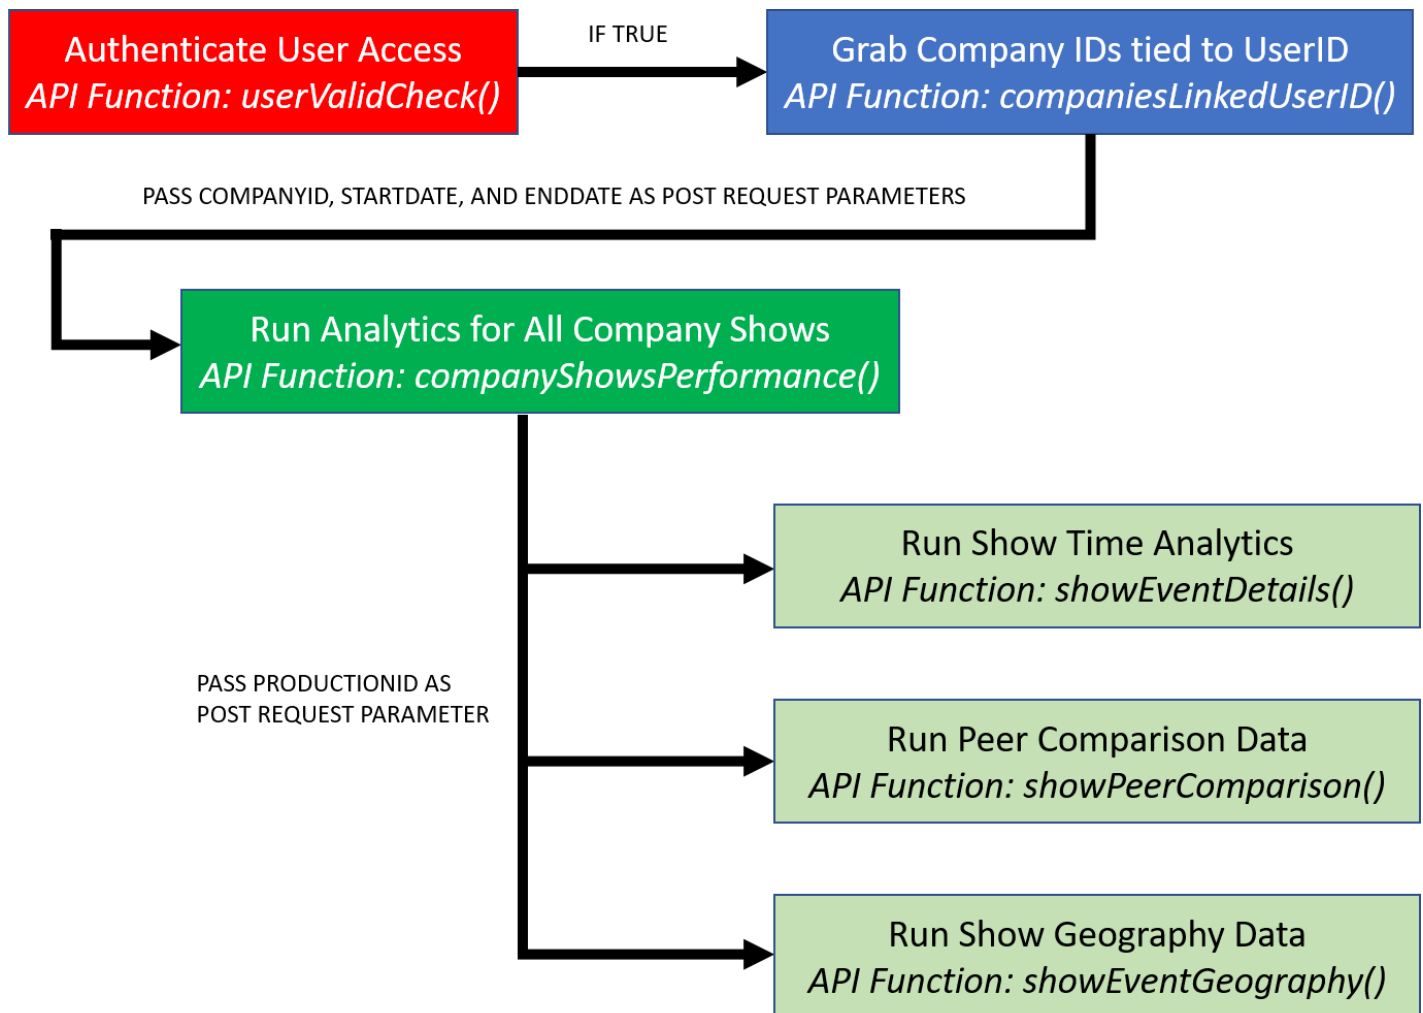 Authenticate User Access
API Function: userValidCheck()
IF TRUE
Grab Company IDs tied to UserID
API Function: companiesLinkedUserID()
PASS COMPANYID, STARTDATE, AND ENDDATE AS POST REQUEST PARAMETERS
Run Analytics for All Company Shows
API Function: companyShowsPerformance()
Run Show Time Analytics
API Function: showEventDetails()
PASS PRODUCTIONID AS
POST REQUEST PARAMETER
Run Peer Comparison Data
API Function: showPeerComparison()
Run Show Geography Data
API Function: showEventGeography()